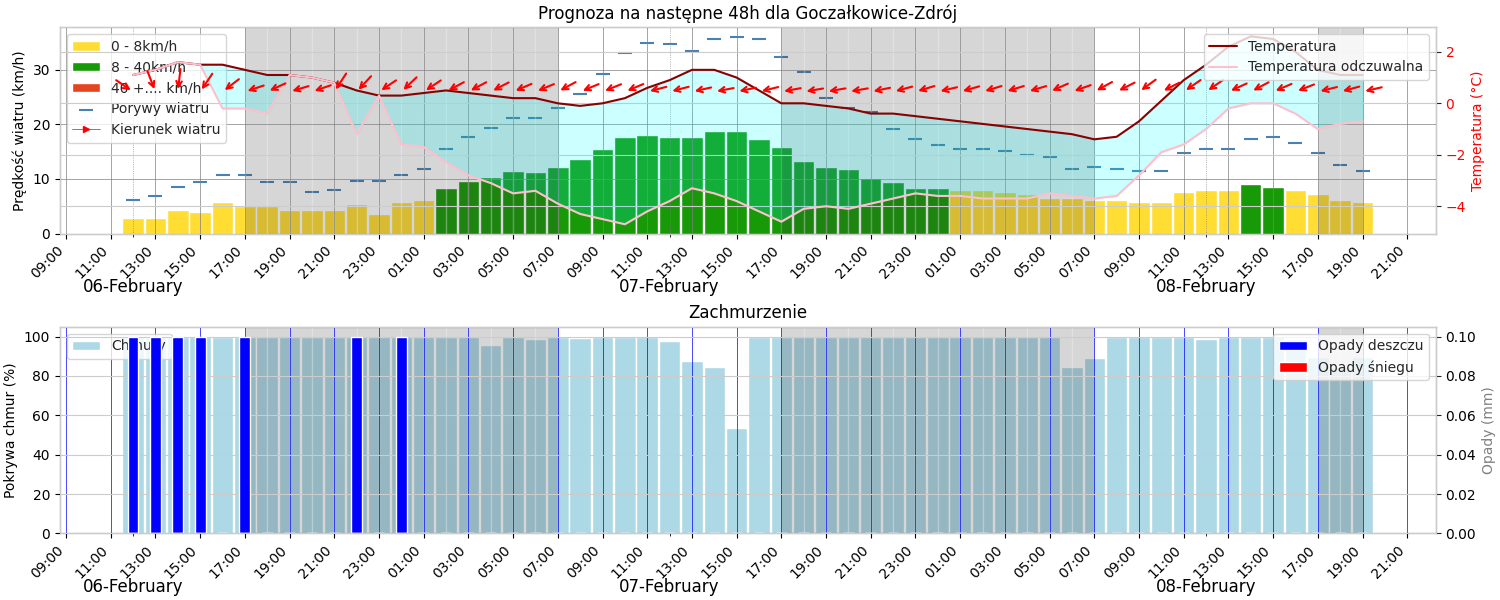 Prognoza na następne 48h dla Goczałkowice-Zdrój
Prędkość wiatru (km/h)
0 - 8km/h
8 - 40km/h
40 +.... km/h
Porywy wiatru
Kierunek wiatru
Temperatura
Temperatura odczuwalna
30
20
10
0
2
0
−2
−4
Temperatura (°C)
09:00 11:00 13:00 15:00 17:00 19:00 21:00 23:00 01:00 03:00 05:00 07:00 09:00 11:00 13:00 15:00 17:00 19:00 21:00 23:00 01:00 03:00 05:00 07:00 09:00 11:00 13:00 15:00 17:00 19:00 21:00
06-February 07-February 08-February
Zachmurzenie
Pokrywa chmur (%)
Chmury
Opady deszczu
Opady śniegu
100
80
60
40
20
0
0.10
0.08
0.06
0.04
0.02
0.00
Opady (mm)
09:00 11:00 13:00 15:00 17:00 19:00 21:00 23:00 01:00 03:00 05:00 07:00 09:00 11:00 13:00 15:00 17:00 19:00 21:00 23:00 01:00 03:00 05:00 07:00 09:00 11:00 13:00 15:00 17:00 19:00 21:00
06-February 07-February 08-February